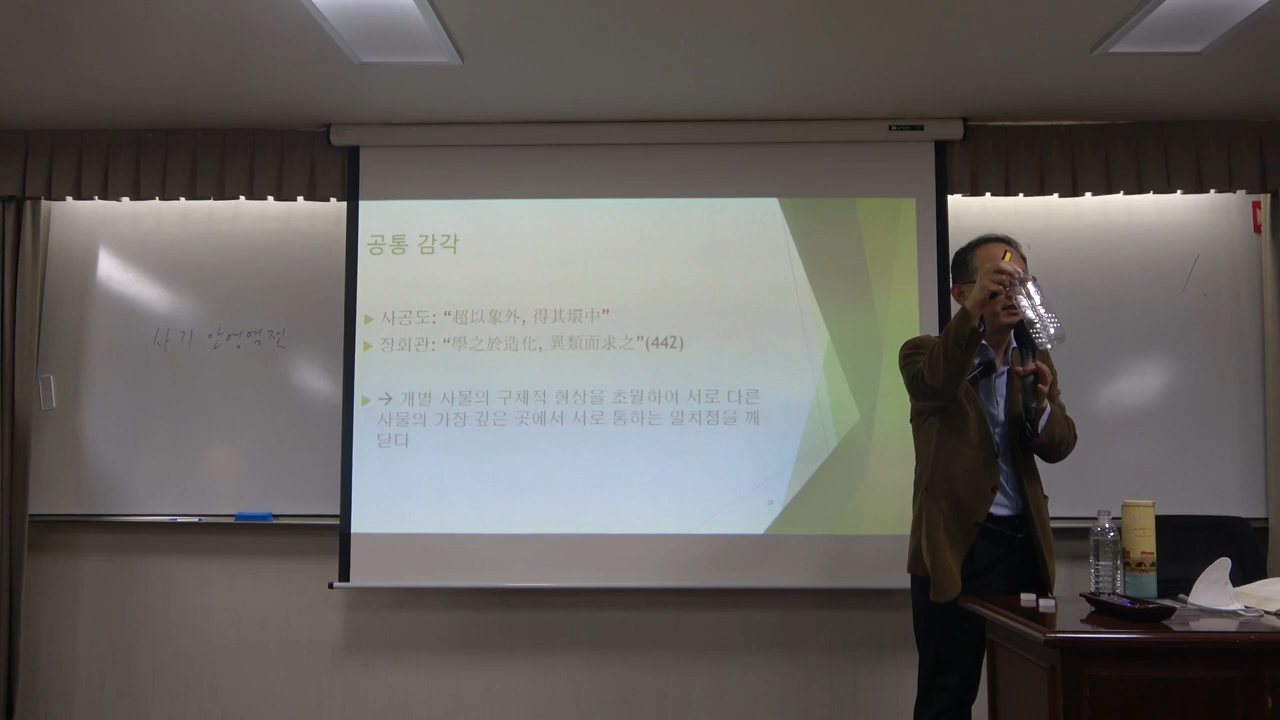 사기 안영열전
공통 감각
사공도: “超以象外, 得其環中”
장회관: “學之於造化, 異類而求之”(442)
→ 개별 사물의 구체적 형상을 초월하여 서로 다른
사물의 가장 깊은 곳에서 서로 통하는 일치점을 깨
닫다